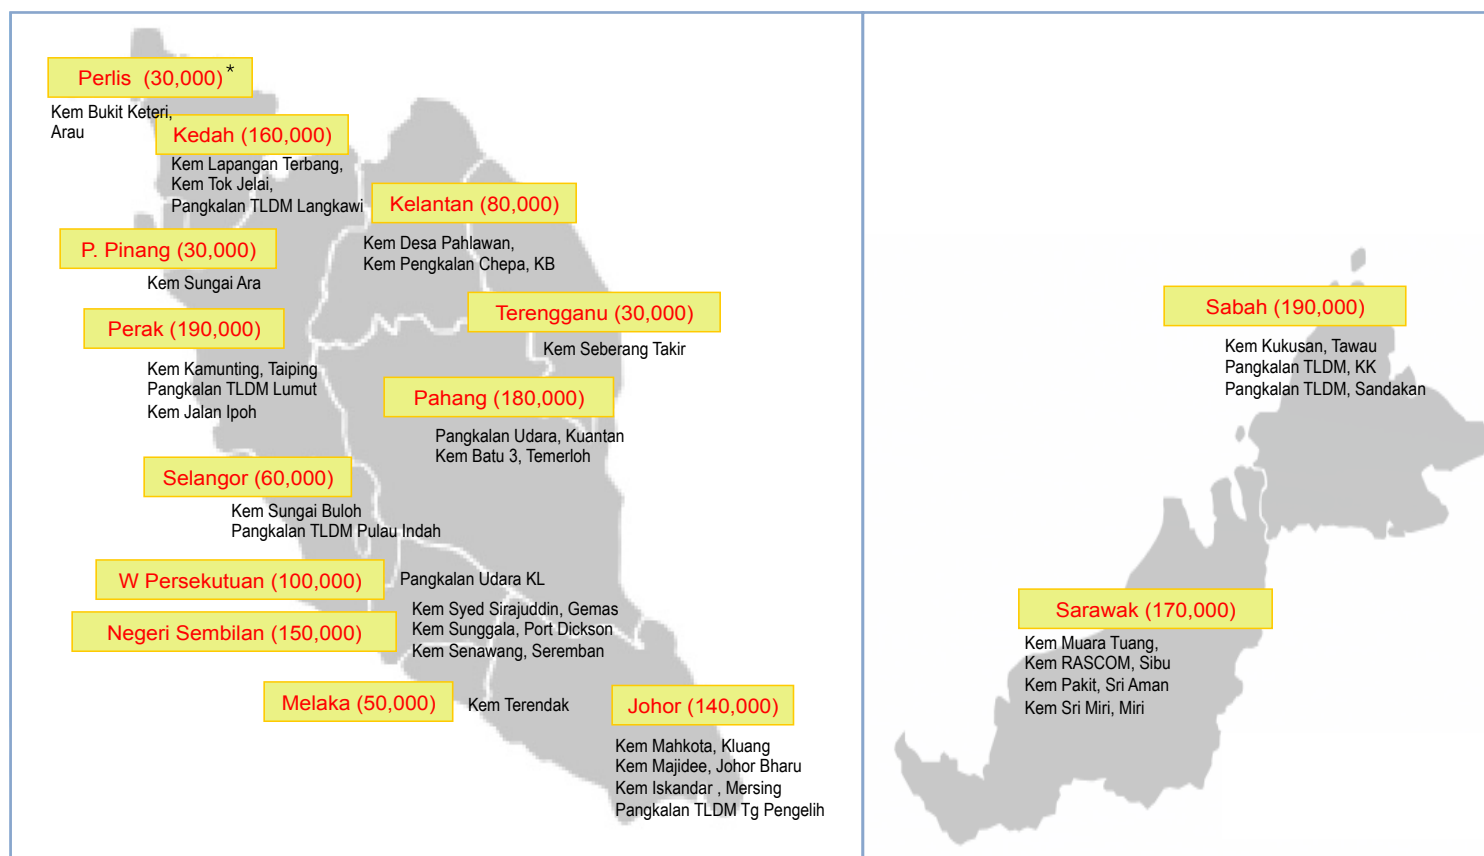 Perlis (30,000) *
Kem Bukit Keteri,
Arau
Kedah (160,000)
Kem Lapangan Terbang,
Kem Tok Jelai,
Pangkalan TLDM Langkawi
Kelantan (80,000)
Kem Desa Pahlawan,
Kem Pengkalan Chepa, KB
P. Pinang (30,000)
Kem Sungai Ara
Terengganu (30,000)
Kem Seberang Takir
Perak (190,000)
Kem Kamunting, Taiping
Pangkalan TLDM Lumut
Kem Jalan Ipoh
Pahang (180,000)
Pangkalan Udara, Kuantan
Kem Batu 3, Temerloh
Selangor (60,000)
Kem Sungai Buloh
Pangkalan TLDM Pulau Indah
W Persekutuan (100,000)
Pangkalan Udara KL
Negeri Sembilan (150,000)
Kem Syed Sirajuddin, Gemas
Kem Sunggala, Port Dickson
Kem Senawang, Seremban
Melaka (50,000)
Kem Terendak
Johor (140,000)
Kem Mahkota, Kluang
Kem Majidee, Johor Bharu
Kem Iskandar , Mersing
Pangkalan TLDM Tg Pengelih
Sabah (190,000)
Kem Kukusan, Tawau
Pangkalan TLDM, KK
Pangkalan TLDM, Sandakan
Sarawak (170,000)
Kem Muara Tuang,
Kem RASCOM, Sibu
Kem Pakit, Sri Aman
Kem Sri Miri, Miri